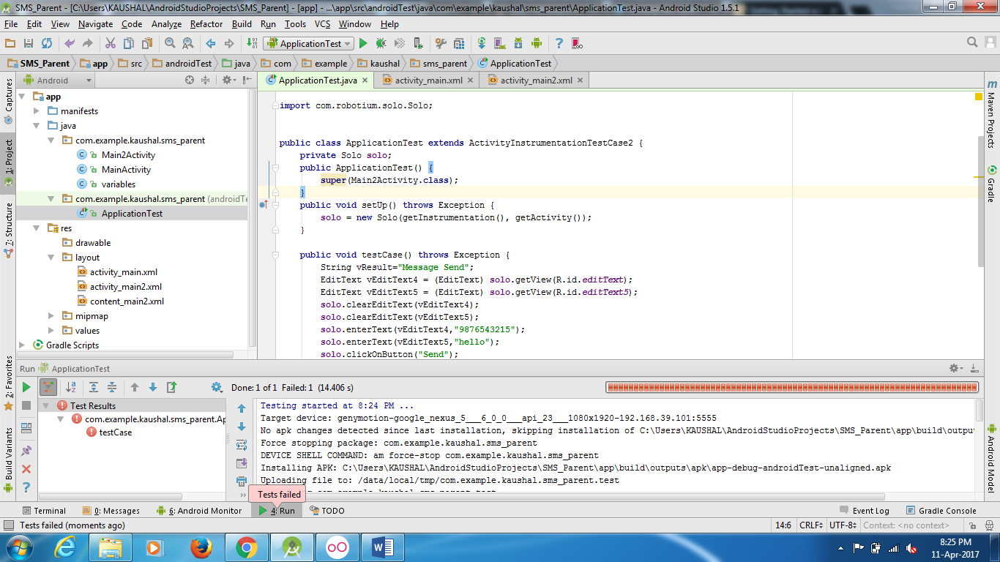 SMS_Parent - [C:\Users\KAUSHAL\AndroidStudioProjects\SMS_Parent] - [app] - ...\app\src\androidTest\java\com\example\kaushal\sms_parent\ApplicationTest.java - Android Studio 1.5.1
File Edit View Navigate Code Analyze Refactor Build Run Tools VCS Window Help
ApplicationTest
SMS_Parent app src androidTest java com example kaushal sms_parent ApplicationTest
Captures
1: Project
7: Structure
2: Favorites
Build Variants
Android
app
manifests
java
com.example.kaushal.sms_parent
Main2Activity
MainActivity
variables
com.example.kaushal.sms_parent (androidTe
ApplicationTest
res
drawable
layout
activity_main.xml
activity_main2.xml
content_main2.xml
mipmap
values
Gradle Scripts
ApplicationTest.java activity_main.xml activity_main2.xml
import com.robotium.solo.Solo;
public class ApplicationTest extends ActivityInstrumentationTestCase2 {
private Solo solo;
public ApplicationTest() {
super(Main2Activity.class);
}
public void setUp() throws Exception {
solo = new Solo(getInstrumentation(), getActivity());
}
public void testCase() throws Exception {
String vResult="Message Send";
EditText vEditText4 = (EditText) solo.getView(R.id.editText);
EditText vEditText5 = (EditText) solo.getView(R.id.editText5);
solo.clearEditText(vEditText4);
solo.clearEditText(vEditText5);
solo.enterText(vEditText4,"9876543215");
solo.enterText(vEditText5,"hello");
solo.clickOnButton("Send");
Maven Projects
Gradle
Android Model
Run ApplicationTest
Done: 1 of 1 Failed: 1 (14.406 s)
Test Results
com.example.kaushal.sms_parent.Ap
testCase
Testing started at 8:24 PM ...
Target device: genymotion-google_nexus_5___6_0_0___api_23___1080x1920-192.168.39.101:5555
No apk changes detected since last installation, skipping installation of C:\Users\KAUSHAL\AndroidStudioProjects\SMS_Parent\app\build\outpu
Force stopping package: com.example.kaushal.sms_parent
DEVICE SHELL COMMAND: am force-stop com.example.kaushal.sms_parent
Installing APK: C:\Users\KAUSHAL\AndroidStudioProjects\SMS_Parent\app\build\outputs\apk\app-debug-androidTest-unaligned.apk
Uploading file to: /data/local/tmp/com.example.kaushal.sms_parent.test
Tests failed
Terminal 0: Messages 6: Android Monitor 4: Run TODO Event Log Gradle Console
Tests failed (moments ago) 14:6 CRLF UTF-8 Context: <no context>
8:25 PM
11-Apr-2017